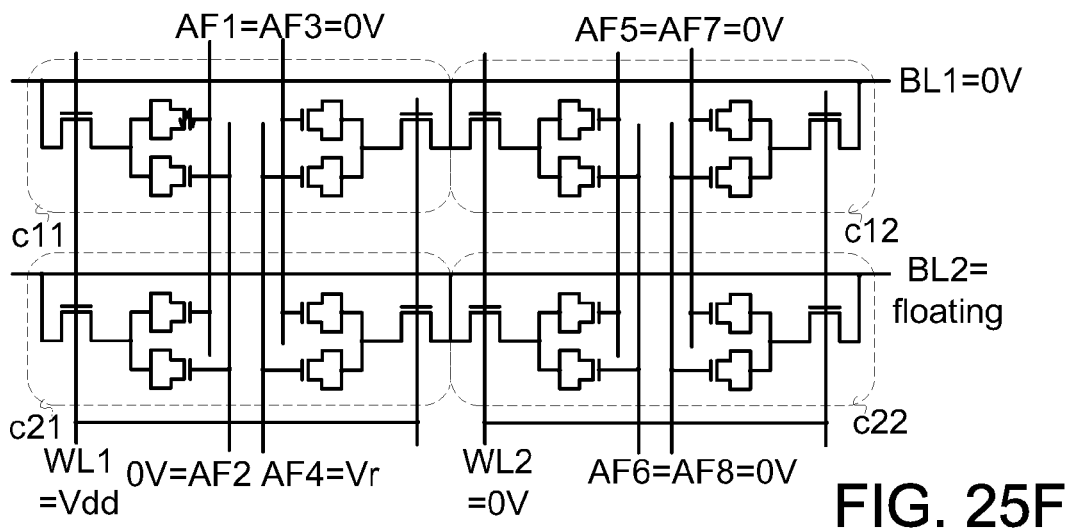 AF1=AF3=0V
AF5=AF7=0V
BL1=0V
c11
c12
BL2=
floating
c21
c22
WL1
=Vdd
0V=AF2
AF4=Vr
WL2
=0V
AF6=AF8=0V
FIG. 25F